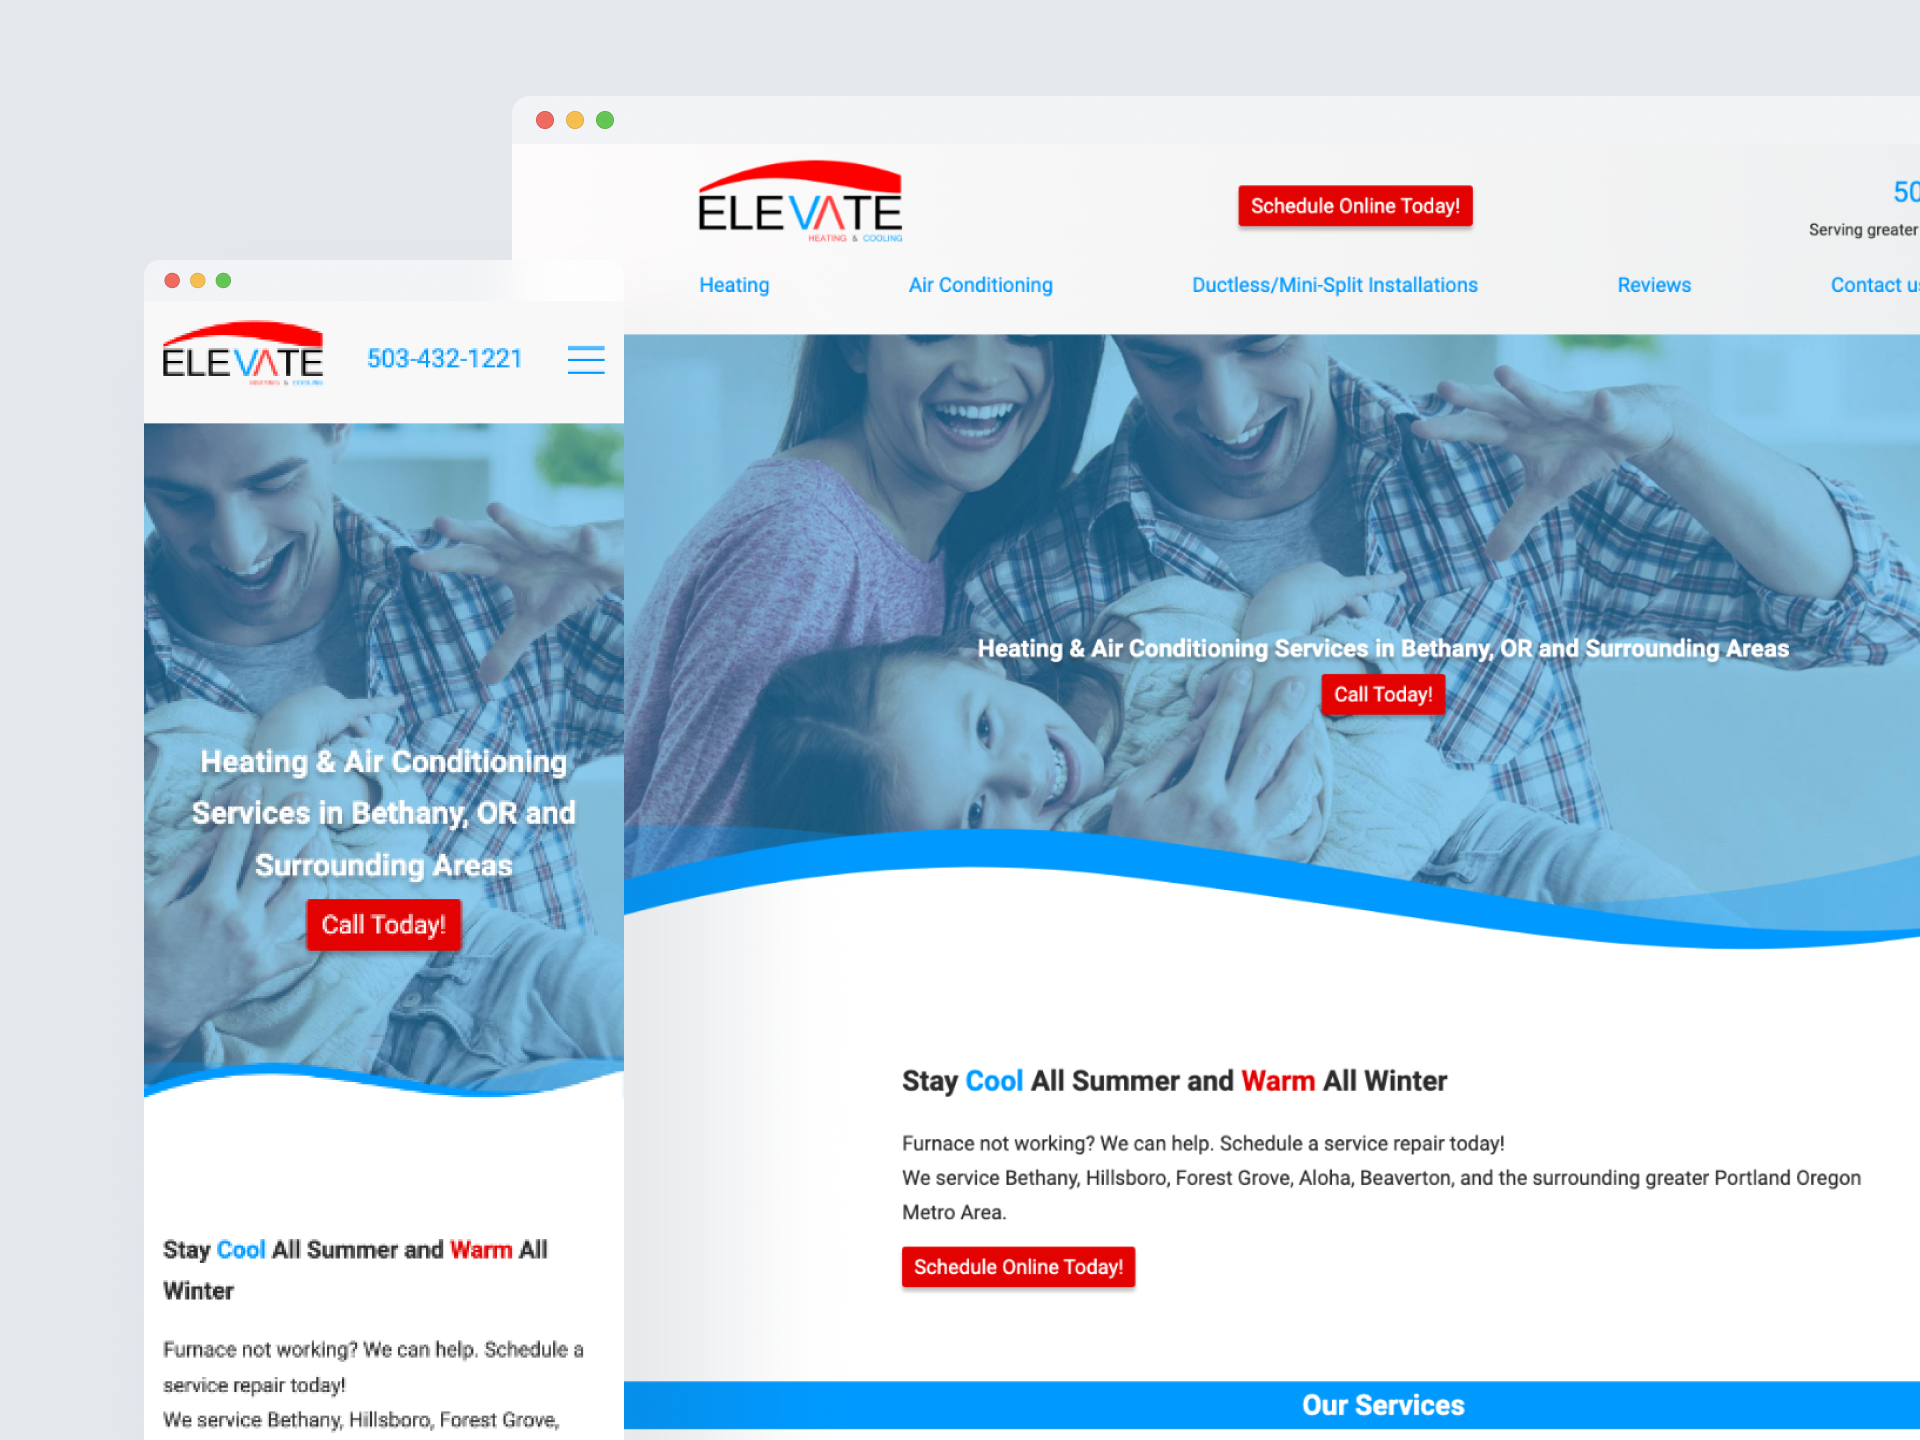 ELEVATE
HEATING & COOLING
Schedule Online Today!
50
Serving greater
Heating
Air Conditioning
Ductless/Mini-Split Installations
Reviews
Contact us
Heating & Air Conditioning Services in Bethany, OR and Surrounding Areas
Call Today!
Stay Cool All Summer and Warm All Winter
Furnace not working? We can help. Schedule a service repair today!
We service Bethany, Hillsboro, Forest Grove, Aloha, Beaverton, and the surrounding greater Portland Oregon
Metro Area.
Schedule Online Today!
Our Services
ELEVATE
HEATING & COOLING
503-432-1221
Heating & Air Conditioning
Services in Bethany, OR and
Surrounding Areas
Call Today!
Stay Cool All Summer and Warm All
Winter
Furnace not working? We can help. Schedule a
service repair today!
We service Bethany, Hillsboro, Forest Grove,